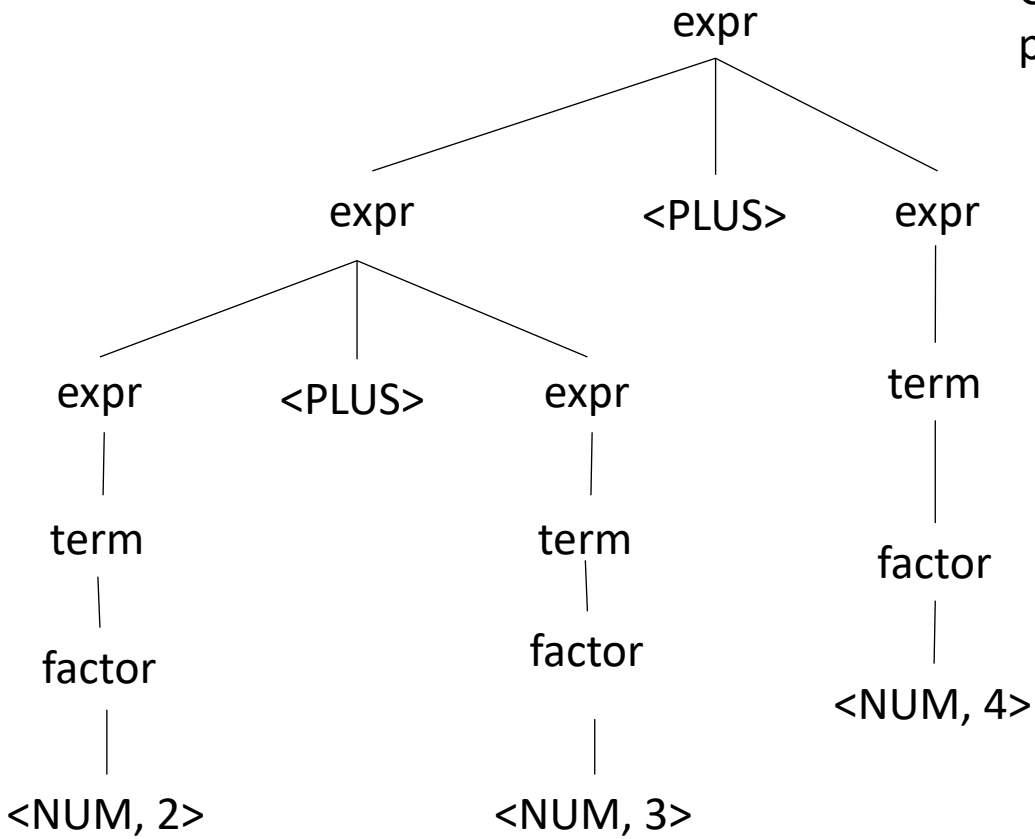 expr
expr <PLUS> expr
expr <PLUS> expr term
term term factor
factor factor
<NUM, 4>
<NUM, 2> <NUM, 3>